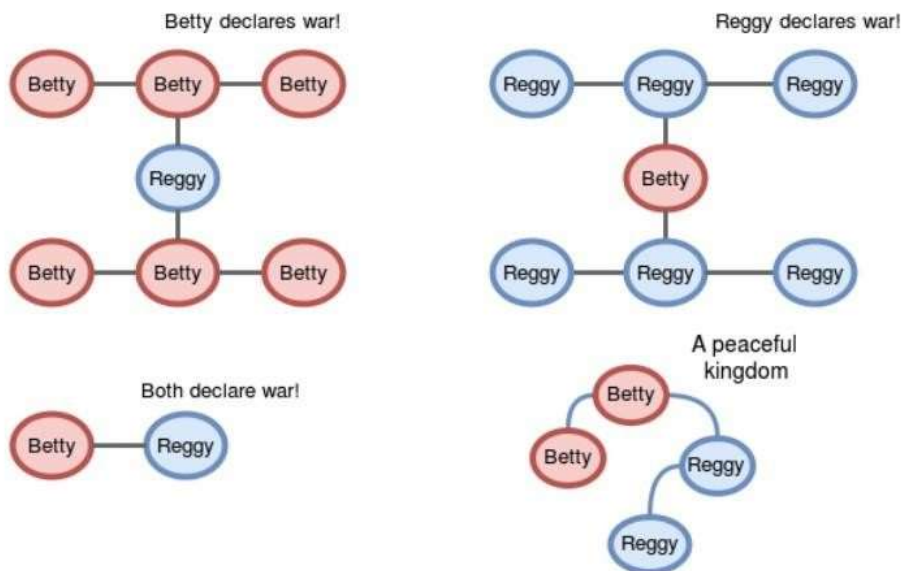 Betty declares war!
Betty Betty Betty
Reggy
Betty Betty Betty
Reggy declares war!
Reggy Reggy Reggy
Betty
Reggy Reggy Reggy
Both declare war!
Betty Reggy
A peaceful
kingdom
Betty
Betty
Reggy
Reggy